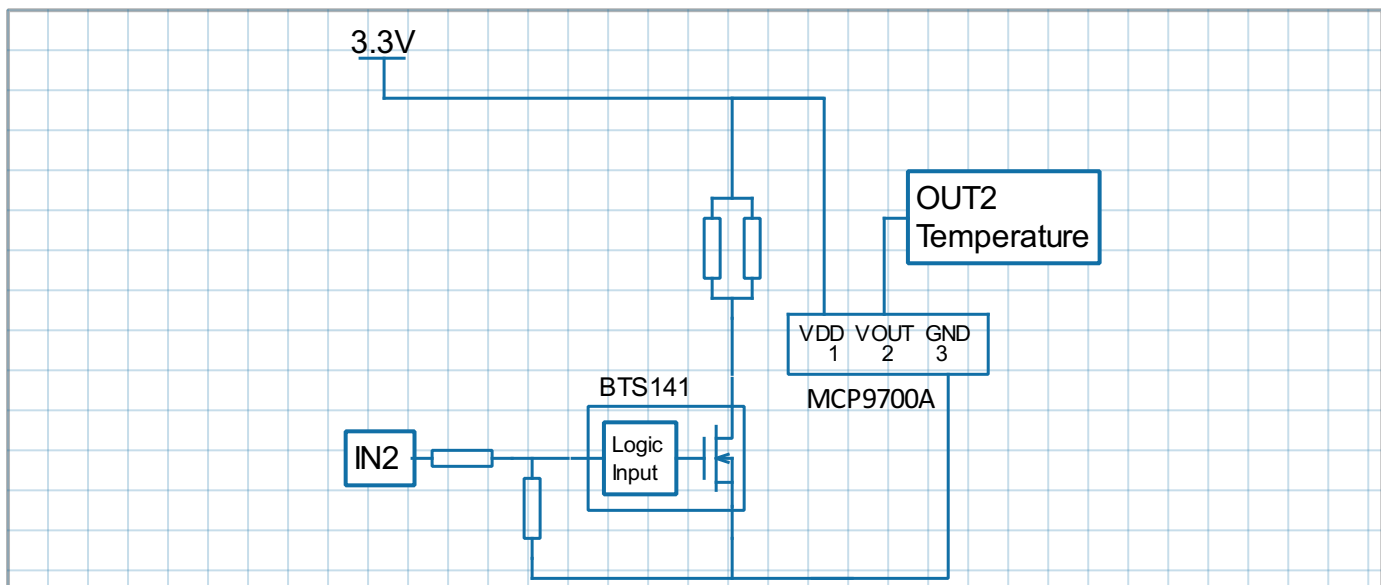 3.3V
OUT2
Temperature
VDD VOUT GND
1 2 3
MCP9700A
BTS141
IN2
Logic
Input